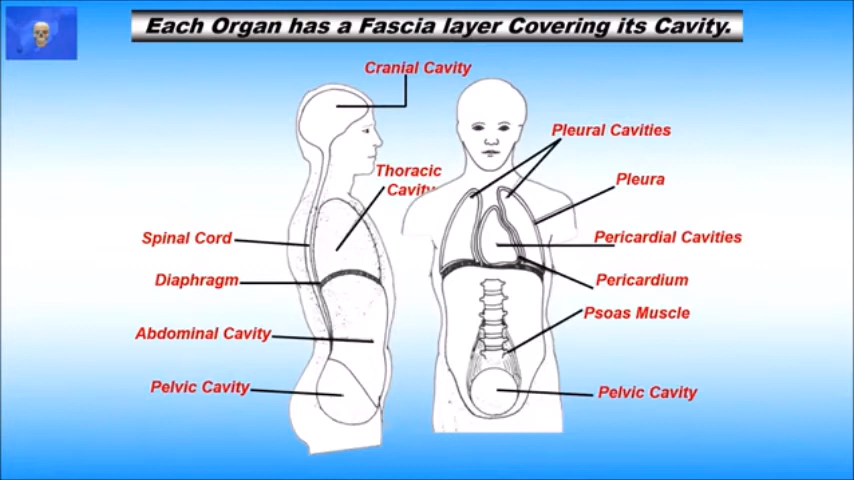 Each Organ has a Fascia layer Covering its Cavity.
Cranial Cavity
Pleural Cavities
Thoracic
Cavity
Pleura
Spinal Cord
Pericardial Cavities
Diaphragm
Pericardium
Psoas Muscle
Abdominal Cavity
Pelvic Cavity
Pelvic Cavity